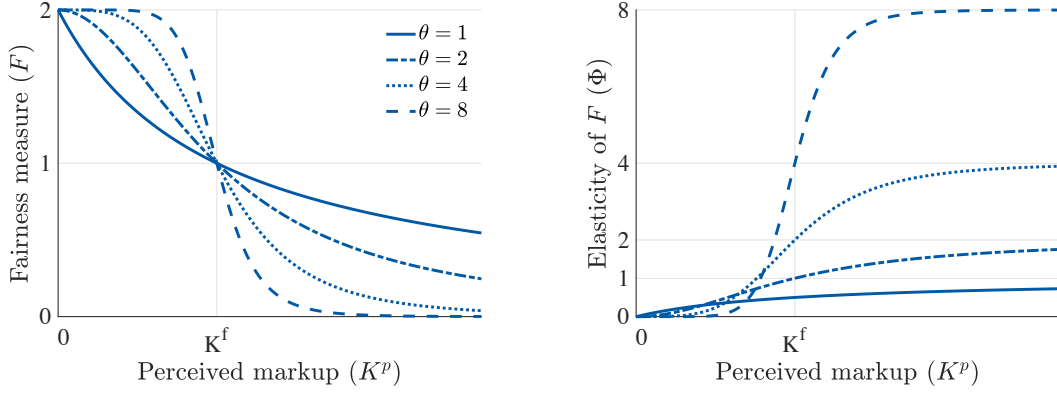 Fairness measure (F)
2
1
0
θ = 1
θ = 2
θ = 4
θ = 8
0
K^f
Perceived markup (K^p)
Elasticity of F (Φ)
8
4
2
1
0
0
K^f
Perceived markup (K^p)